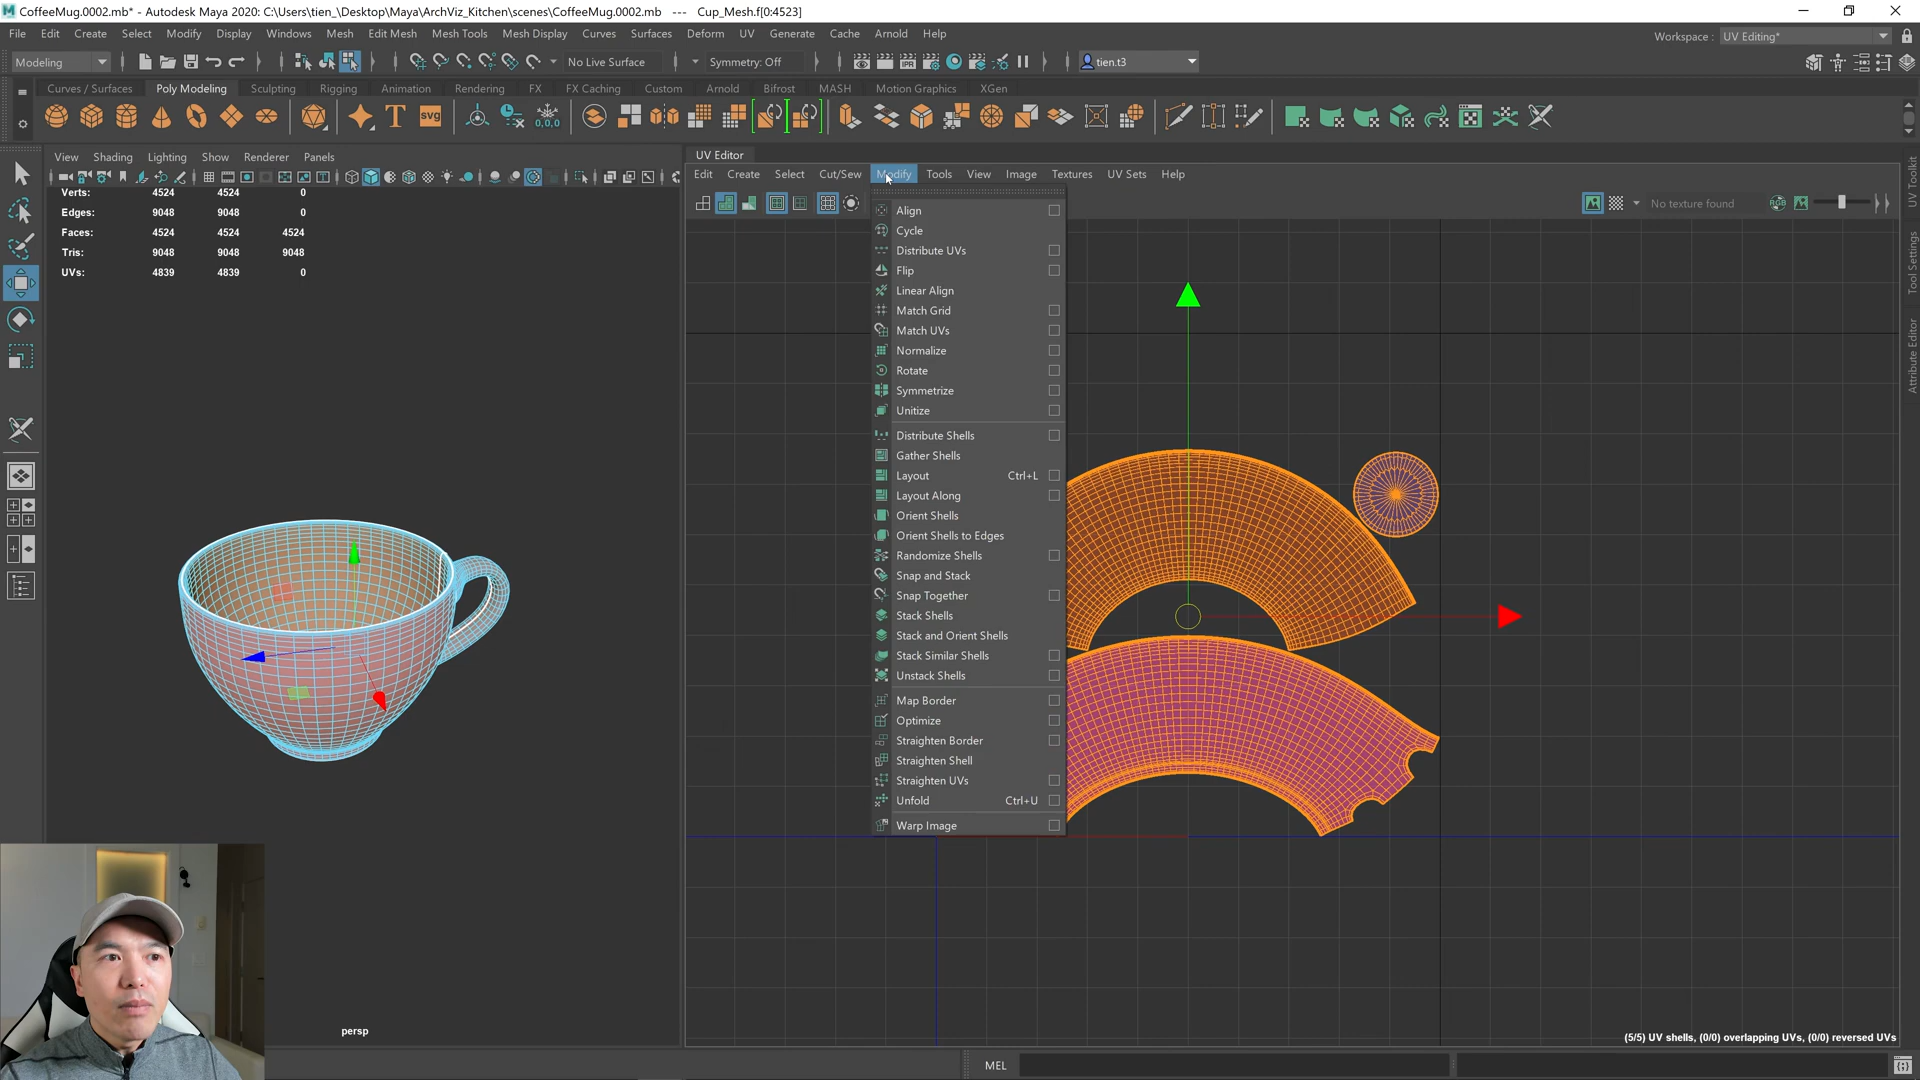 CoffeeMug.0002.mb* - Autodesk Maya 2020: C:\Users\tien_\Desktop\Maya\ArchViz_Kitchen\scenes\CoffeeMug.0002.mb --- Cup_Mesh.f[0:4523]
File Edit Create Select Modify Display Windows Mesh Edit Mesh Mesh Tools Mesh Display Curves Surfaces Deform UV Generate Cache Arnold Help
Workspace : UV Editing*
Modeling No Live Surface Symmetry: Off tien.t3
Curves / Surfaces Poly Modeling Sculpting Rigging Animation Rendering FX FX Caching Custom Arnold Bifrost MASH Motion Graphics XGen
svg 0,0,0
View Shading Lighting Show Renderer Panels
Verts: 4524 4524 0
Edges: 9048 9048 0
Faces: 4524 4524 4524
Tris: 9048 9048 9048
UVs: 4839 4839 0
persp
UV Editor
Edit Create Select Cut/Sew Modify Tools View Image Textures UV Sets Help
No texture found
RGB
Align
Cycle
Distribute UVs
Flip
Linear Align
Match Grid
Match UVs
Normalize
Rotate
Symmetrize
Unitize
Distribute Shells
Gather Shells
Layout Ctrl+L
Layout Along
Orient Shells
Orient Shells to Edges
Randomize Shells
Snap and Stack
Snap Together
Stack Shells
Stack and Orient Shells
Stack Similar Shells
Unstack Shells
Map Border
Optimize
Straighten Border
Straighten Shell
Straighten UVs
Unfold Ctrl+U
Warp Image
UV Toolkit
Tool Settings
Attribute Editor
(5/5) UV shells, (0/0) overlapping UVs, (0/0) reversed UVs
MEL